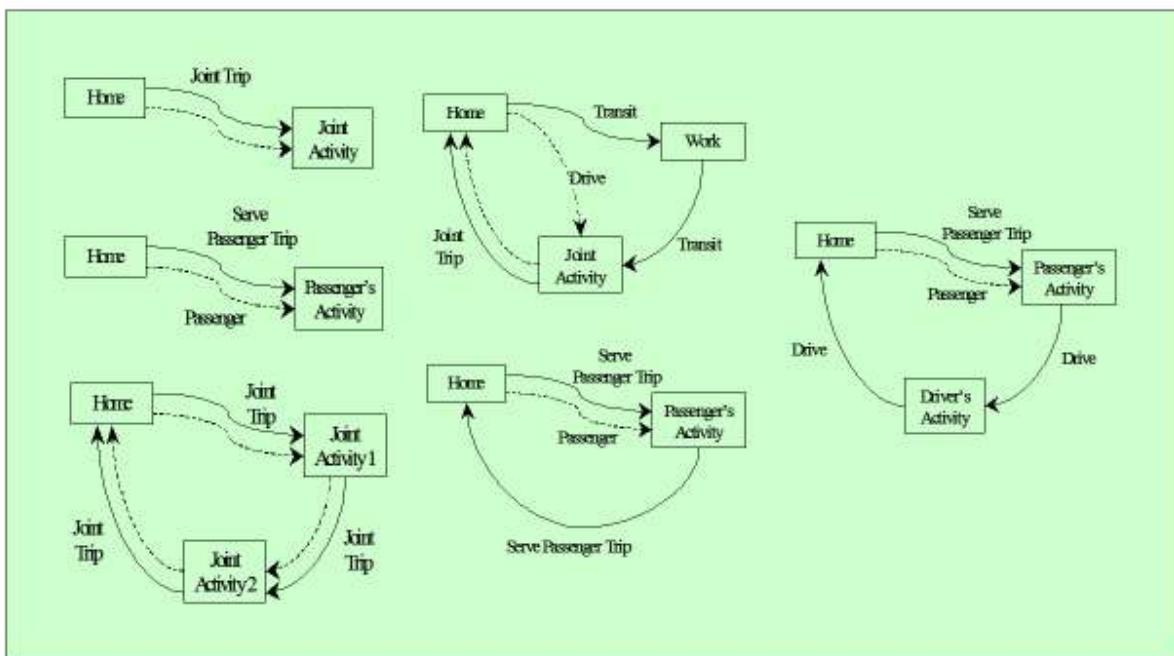 Joint Trip
Home
Joint
Activity
Serve
Passenger Trip
Home
Passenger's
Activity
Passenger
Home
Joint
Trip
Joint
Activity 1
Joint
Trip
Joint
Trip
Joint
Activity 2
Home
Transit
Work
Drive
Joint
Trip
Joint
Activity
Transit
Serve
Passenger Trip
Home
Passenger's
Activity
Passenger
Serve Passenger Trip
Serve
Passenger Trip
Home
Passenger's
Activity
Passenger
Drive
Drive
Driver's
Activity